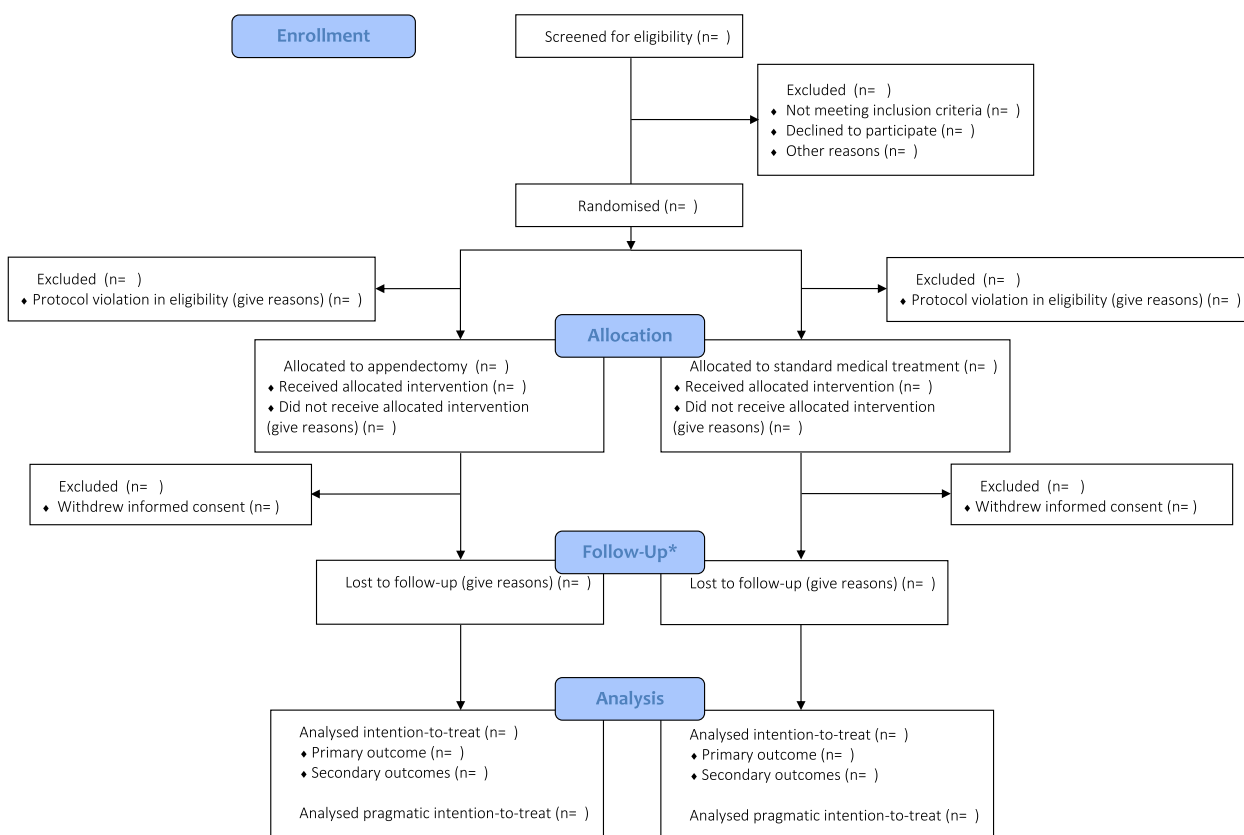 Enrollment
Screened for eligibility (n= )
Excluded (n= )
♦ Not meeting inclusion criteria (n= )
♦ Declined to participate (n= )
♦ Other reasons (n= )
Randomised (n= )
Excluded (n= )
♦ Protocol violation in eligibility (give reasons) (n= )
Excluded (n= )
♦ Protocol violation in eligibility (give reasons) (n= )
Allocation
Allocated to appendectomy (n= )
♦ Received allocated intervention (n= )
♦ Did not receive allocated intervention
(give reasons) (n= )
Allocated to standard medical treatment (n= )
♦ Received allocated intervention (n= )
♦ Did not receive allocated intervention
(give reasons) (n= )
Excluded (n= )
♦ Withdrew informed consent (n= )
Excluded (n= )
♦ Withdrew informed consent (n= )
Follow-Up*
Lost to follow-up (give reasons) (n= )
Lost to follow-up (give reasons) (n= )
Analysis
Analysed intention-to-treat (n= )
♦ Primary outcome (n= )
♦ Secondary outcomes (n= )
Analysed pragmatic intention-to-treat (n= )
Analysed intention-to-treat (n= )
♦ Primary outcome (n= )
♦ Secondary outcomes (n= )
Analysed pragmatic intention-to-treat (n= )